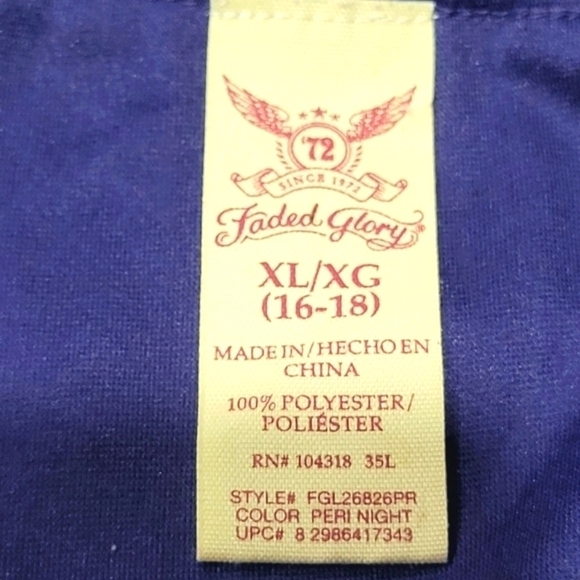 '72
SINCE 1972
Faded Glory®
XL/XG
(16-18)
MADE IN/HECHO EN
CHINA
100% POLYESTER/
POLIÉSTER
RN# 104318 35L
STYLE# FGL26826PR
COLOR PERI NIGHT
UPC# 8 2986417343